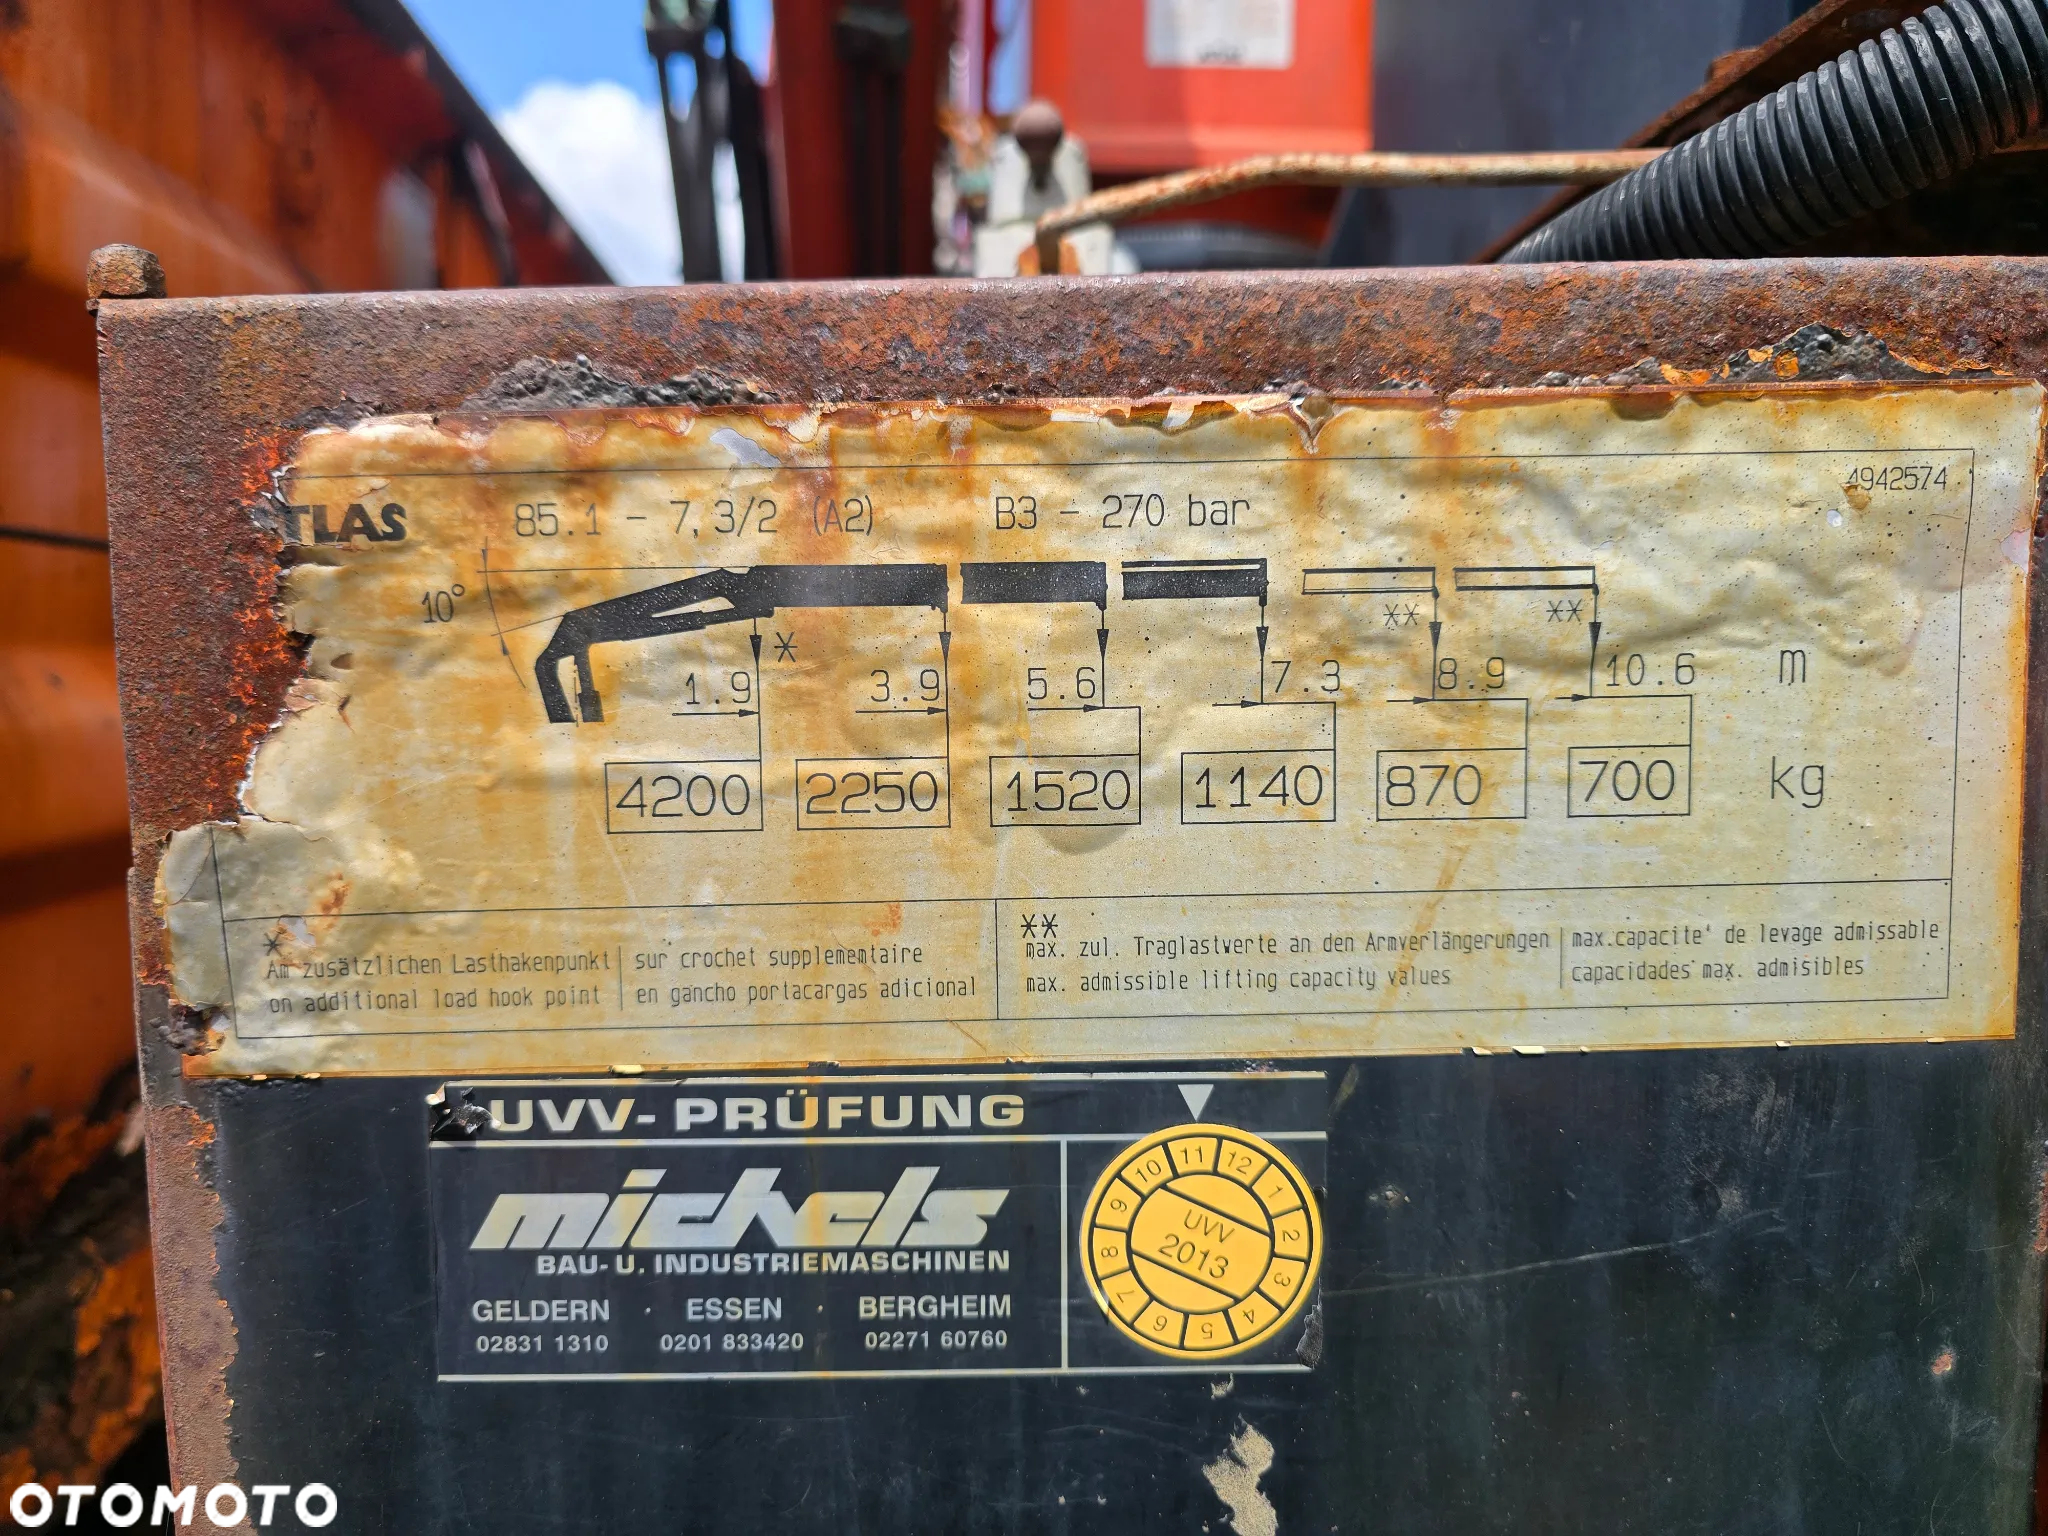 4942574
TLAS 85.1 - 7,3/2 (A2) B3 - 270 bar
10°
** **
*
1.9 3.9 5.6 7.3 8.9 10.6 m
4200 2250 1520 1140 870 700 kg
*
Am zusätzlichen Lasthakenpunkt
on additional load hook point
sur crochet supplementaire
en gancho portacargas adicional
**
max. zul. Traglastwerte an den Armverlängerungen
max. admissible lifting capacity values
max.capacite' de levage admissable
capacidades max. admisibles
UVV-PRÜFUNG
michels
BAU- U. INDUSTRIEMASCHINEN
GELDERN · ESSEN · BERGHEIM
02831 1310 0201 833420 02271 60760
1 2 3 4 5 6 7 8 9 10 11 12
UVV
2013
OTOMOTO